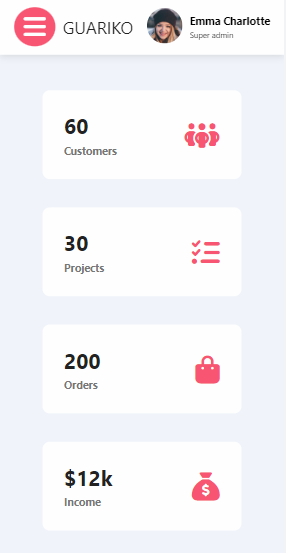 GUARIKO
Emma Charlotte
Super admin
60
Customers
30
Projects
200
Orders
$12k
Income